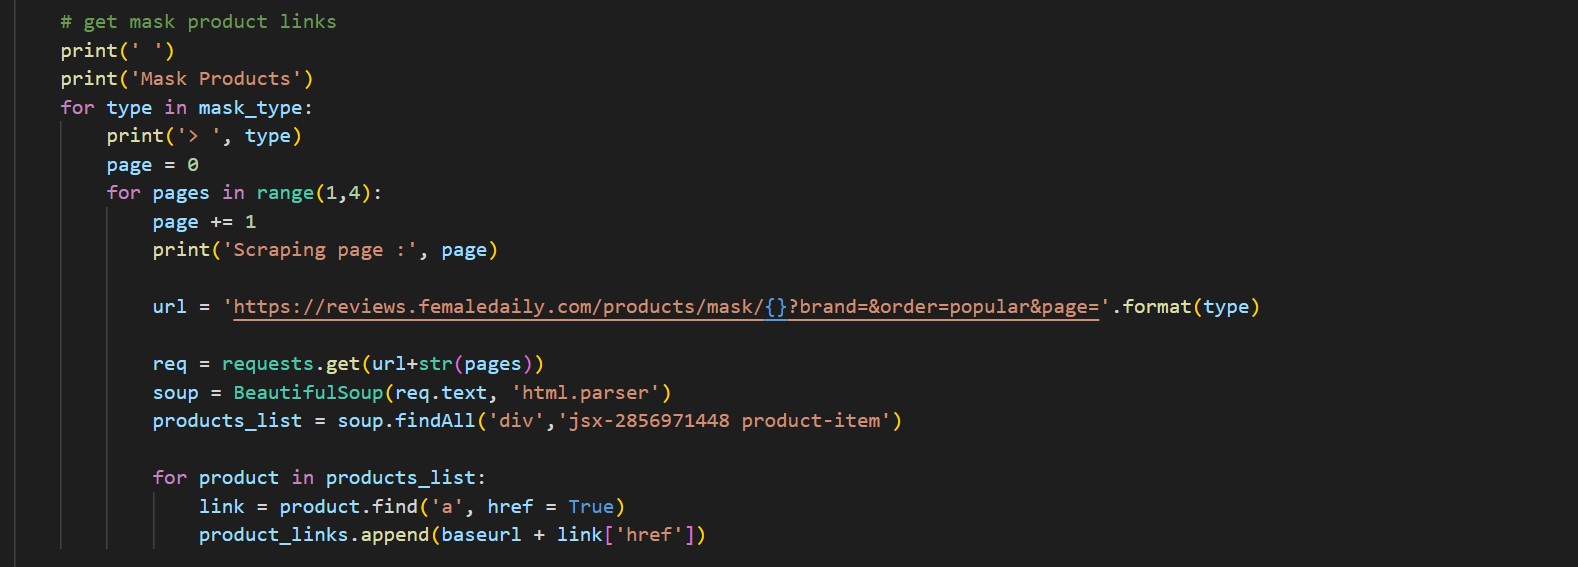 # get mask product links
print(' ')
print('Mask Products')
for type in mask_type:
    print('> ', type)
    page = 0
    for pages in range(1,4):
        page += 1
        print('Scraping page :', page)

        url = 'https://reviews.femaledaily.com/products/mask/{}?brand=&order=popular&page='.format(type)

        req = requests.get(url+str(pages))
        soup = BeautifulSoup(req.text, 'html.parser')
        products_list = soup.findAll('div','jsx-2856971448 product-item')

        for product in products_list:
            link = product.find('a', href = True)
            product_links.append(baseurl + link['href'])